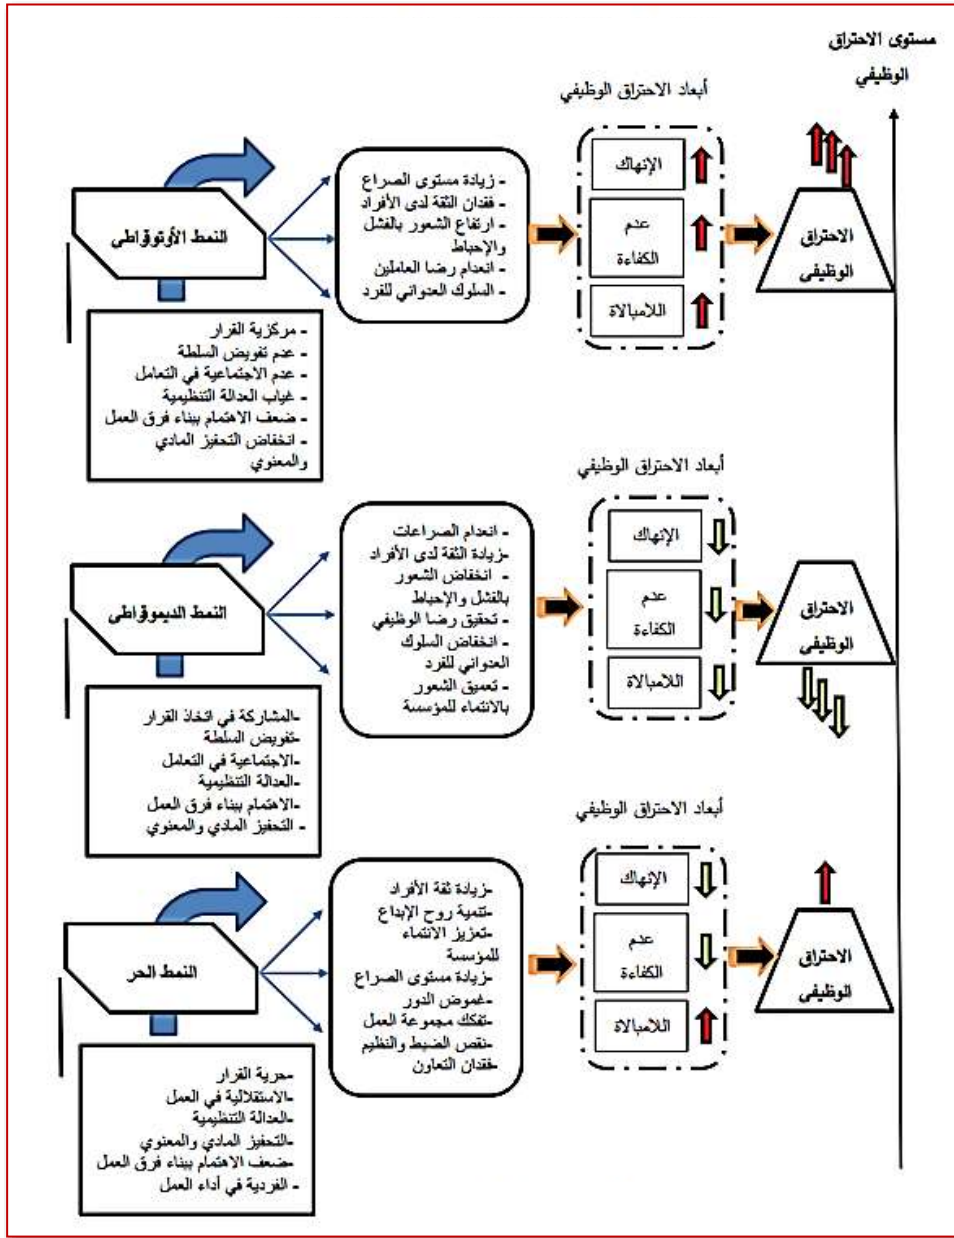 مستوى الاحتراق
الوظيفي
أبعاد الاحتراق الوظيفي
النمط الأوتوقراطي
- زيادة مستوى الصراع
- فقدان الثقة لدى الأفراد
- ارتفاع الشعور بالفشل
والإحباط
- انعدام رضا العاملين
- السلوك العدواني للفرد
الإنهاك
عدم
الكفاءة
اللامبالاة
الاحتراق
الوظيفي
- مركزية القرار
- عدم تفويض السلطة
- عدم الاجتماعية في التعامل
- غياب العدالة التنظيمية
- ضعف الاهتمام ببناء فرق العمل
- انخفاض التحفيز المادي
والمعنوي
أبعاد الاحتراق الوظيفي
النمط الديموقراطي
- انعدام الصراعات
-زيادة الثقة لدى الأفراد
- انخفاض الشعور
بالفشل والإحباط
- تحقيق رضا الوظيفي
- انخفاض السلوك
العدواني للفرد
- تعميق الشعور
بالانتماء للمؤسسة
الإنهاك
عدم
الكفاءة
اللامبالاة
الاحتراق
الوظيفي
-المشاركة في اتخاذ القرار
-تفويض السلطة
-الاجتماعية في التعامل
-العدالة التنظيمية
-الاهتمام ببناء فرق العمل
- التحفيز المادي والمعنوي
أبعاد الاحتراق الوظيفي
النمط الحر
-زيادة ثقة الأفراد
-تنمية روح الإبداع
-تعزيز الانتماء
للمؤسسة
-زيادة مستوى الصراع
-غموض الدور
-تفكك مجموعة العمل
-نقص الضبط والنظيم
-فقدان التعاون
الإنهاك
عدم
الكفاءة
اللامبالاة
الاحتراق
الوظيفي
-حرية القرار
-الاستقلالية في العمل
-العدالة التنظيمية
-التحفيز المادي والمعنوي
-ضعف الاهتمام ببناء فرق العمل
- الفردية في أداء العمل